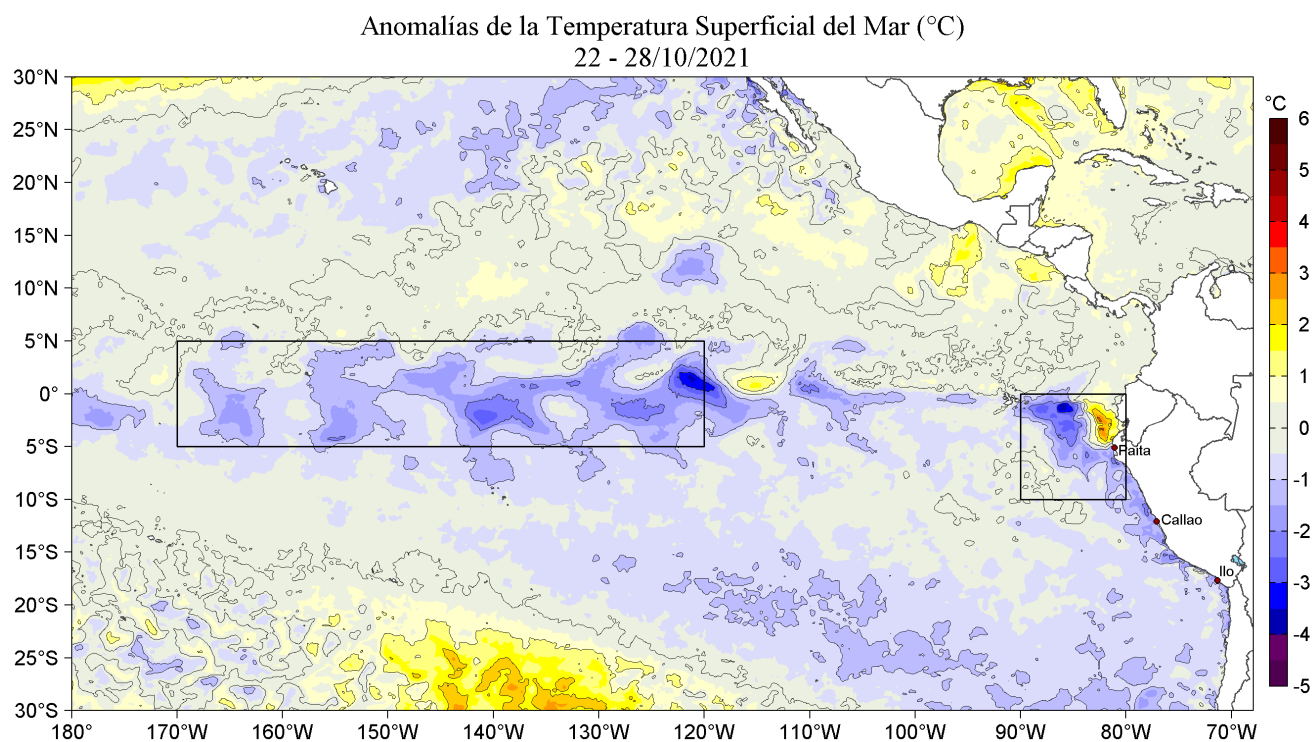 Anomalías de la Temperatura Superficial del Mar (°C)
22 - 28/10/2021
30°N
25°N
20°N
15°N
10°N
5°N
0
5°S
10°S
15°S
20°S
25°S
30°S
180
170°W
160°W
150°W
140°W
130°W
120°W
110°W
100°W
90°W
80°W
70°W
Paita
Callao
Ilo
°C
6
5
4
3
2
1
0
-1
-2
-3
-4
-5